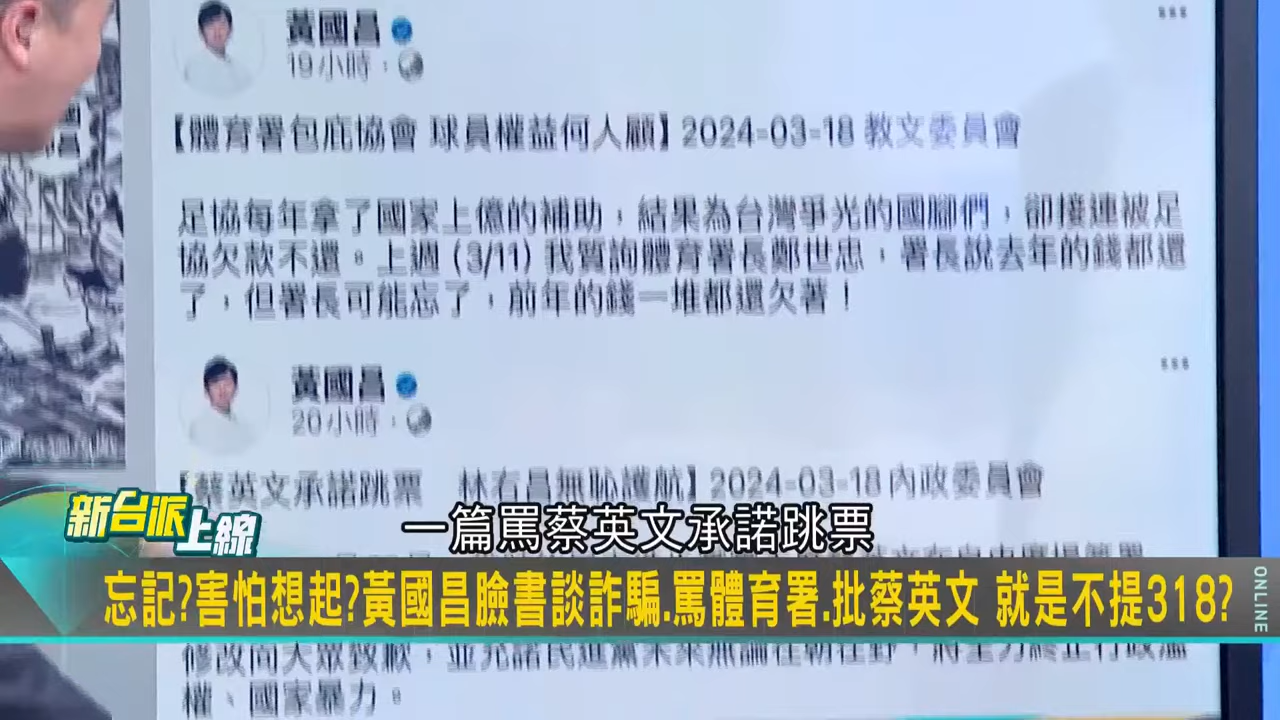 黃國昌
19小時
【體育署包庇協會 球員權益何人顧】2024-03-18 教文委員會
足協每年拿了國家上億的補助，結果為台灣爭光的國腳們，卻接連被足
協欠款不還。上週 (3/11) 我質詢體育署長鄭世忠，署長說去年的錢都還
了，但署長可能忘了，前年的錢一堆都還欠著！
黃國昌
20小時
【蔡英文承諾跳票 林右昌無恥護航】2024-03-18 內政委員會
新台派上線
一篇罵蔡英文承諾跳票
忘記?害怕想起?黃國昌臉書談詐騙.罵體育署.批蔡英文 就是不提318?
ONLINE
權、國家暴力。